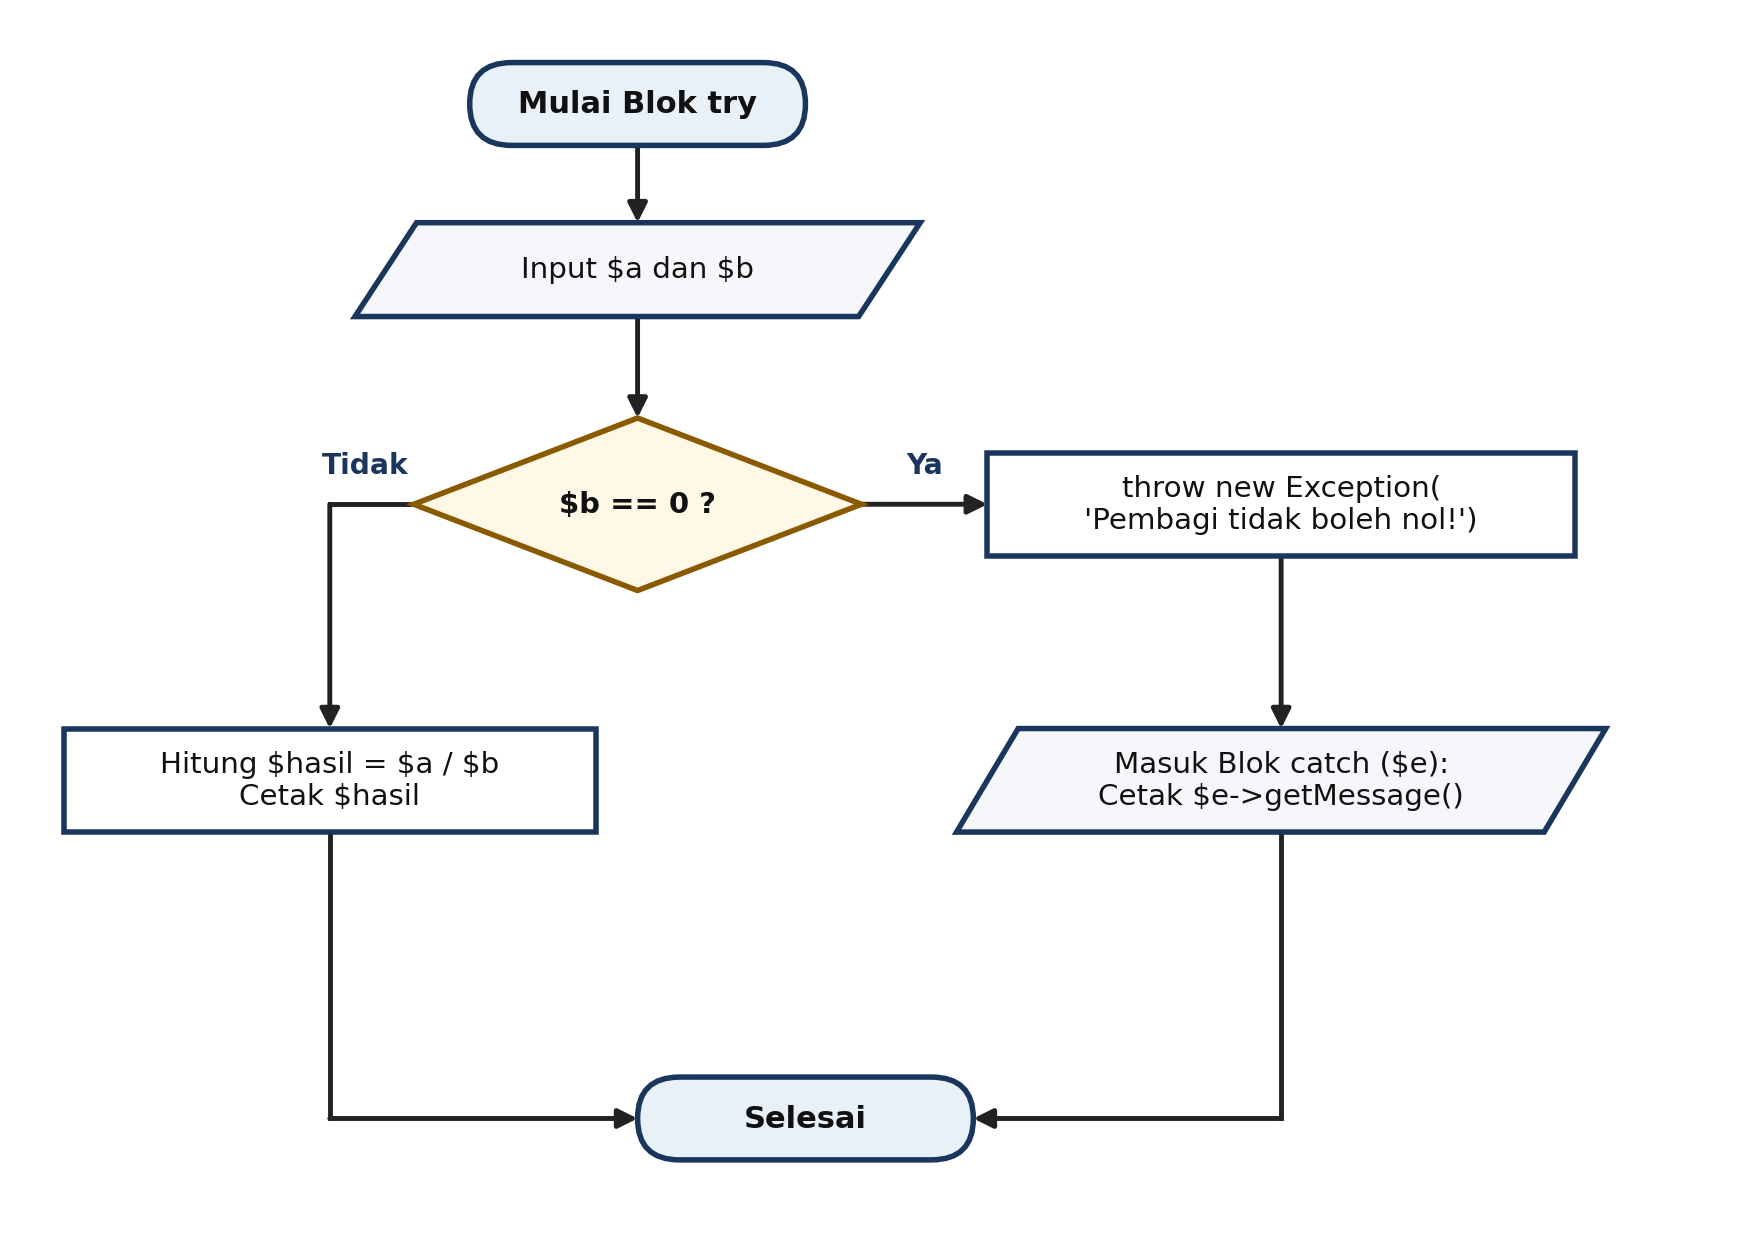 Mulai Blok try
Input $a dan $b
Tidak
$b == 0 ?
Ya
throw new Exception(
'Pembagi tidak boleh nol!')
Hitung $hasil = $a / $b
Cetak $hasil
Masuk Blok catch ($e):
Cetak $e->getMessage()
Selesai